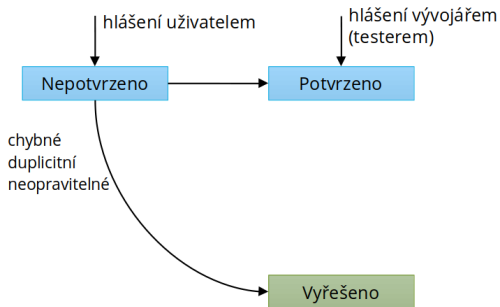 hlášení uživatelem
hlášení vývojářem
(testerem)
Nepotvrzeno
Potvrzeno
chybné
duplicitní
neopravitelné
Vyřešeno